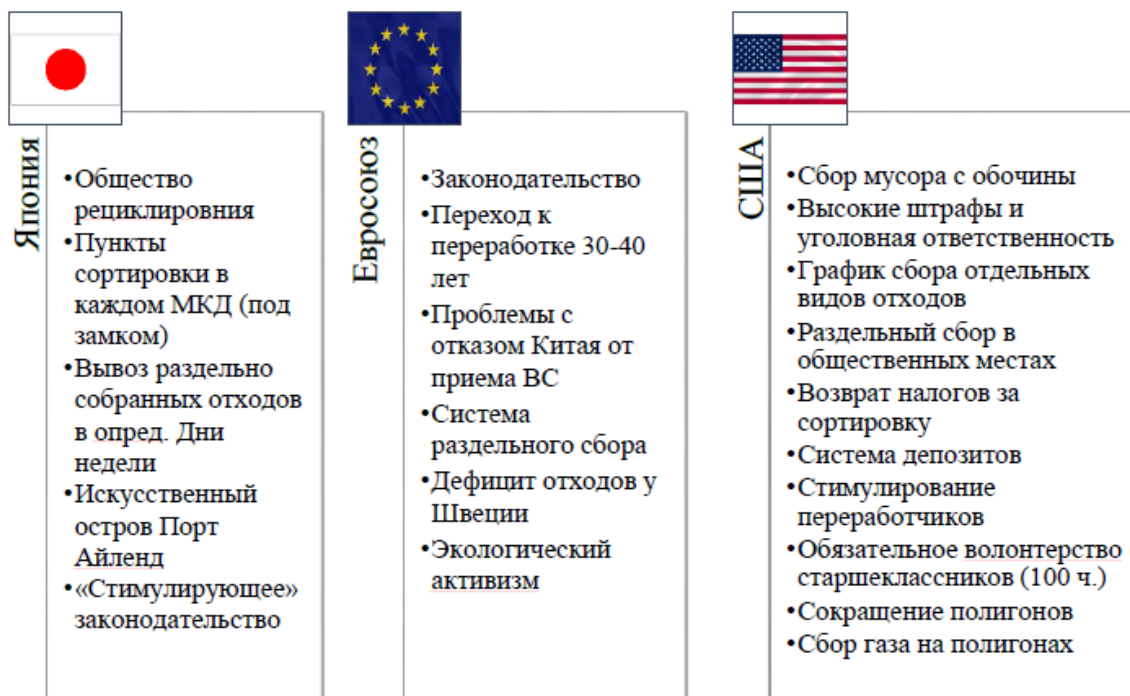 Япония
•Общество
рециклировния
•Пункты
сортировки в
каждом МКД (под
замком)
•Вывоз раздельно
собранных отходов
в опред. Дни
недели
•Искусственный
остров Порт
Айленд
•«Стимулирующее»
законодательство
Евросоюз
•Законодательство
•Переход к
переработке 30-40
лет
•Проблемы с
отказом Китая от
приема ВС
•Система
раздельного сбора
•Дефицит отходов у
Швеции
•Экологический
активизм
США
•Сбор мусора с обочины
•Высокие штрафы и
уголовная ответственность
•График сбора отдельных
видов отходов
•Раздельный сбор в
общественных местах
•Возврат налогов за
сортировку
•Система депозитов
•Стимулирование
переработчиков
•Обязательное волонтерство
старшеклассников (100 ч.)
•Сокращение полигонов
•Сбор газа на полигонах